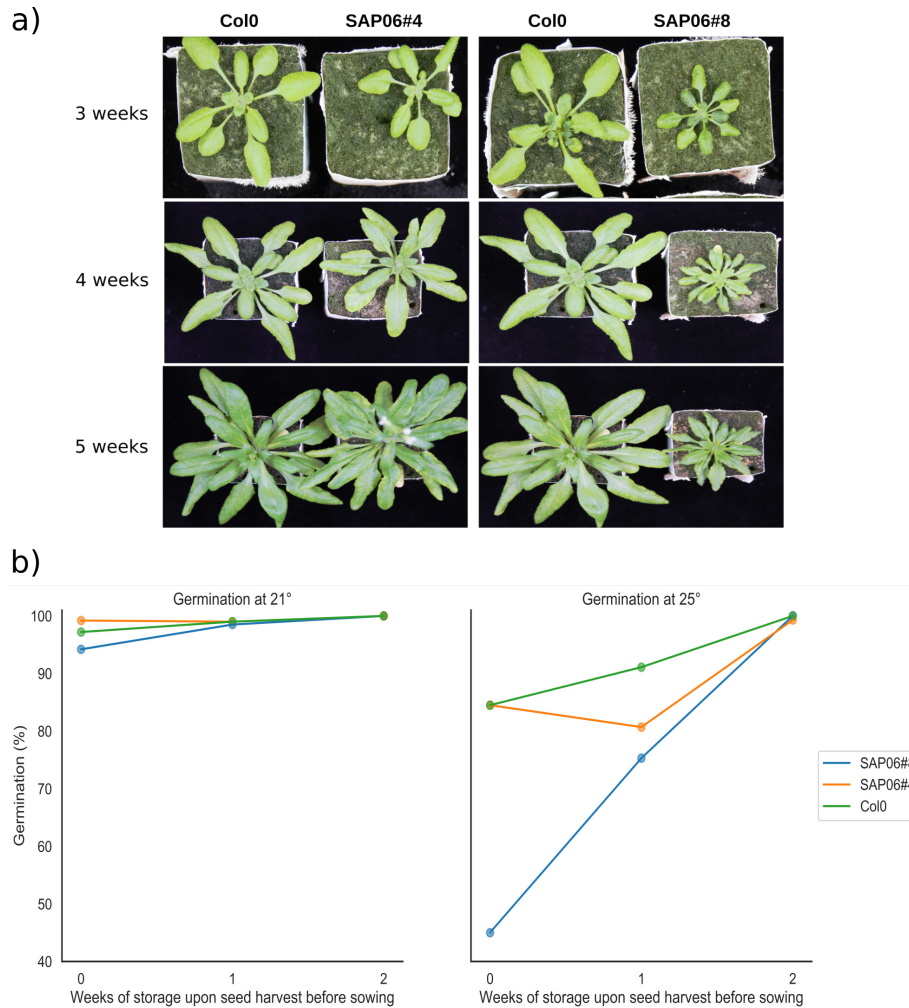 a)
Col0 SAP06#4 Col0 SAP06#8
3 weeks
4 weeks
5 weeks
b)
Germination at 21°
Germination at 25°
Germination (%)
100
90
80
70
60
50
40
0 1 2
0 1 2
Weeks of storage upon seed harvest before sowing
Weeks of storage upon seed harvest before sowing
SAP06#
SAP06#4
Col0